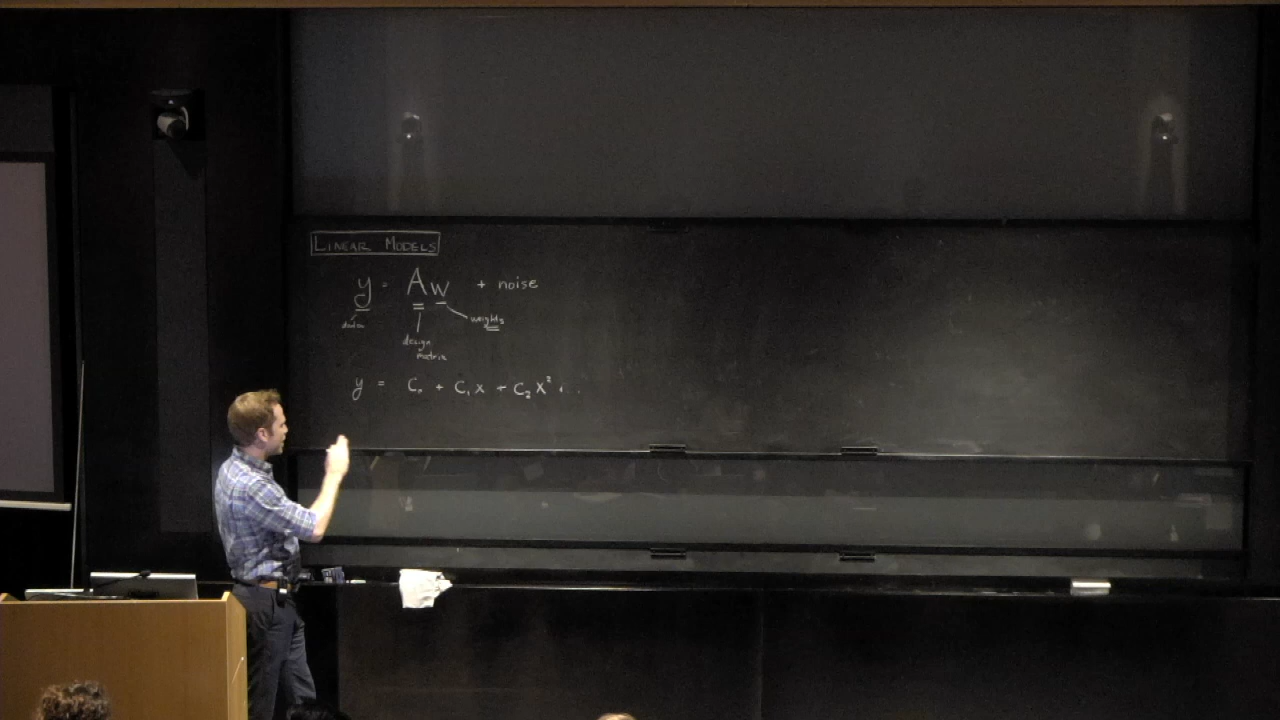 LINEAR MODELS
y = Aw + noise
data
weights
design
matrix
y = C₀ + C₁x + C₂x² ...